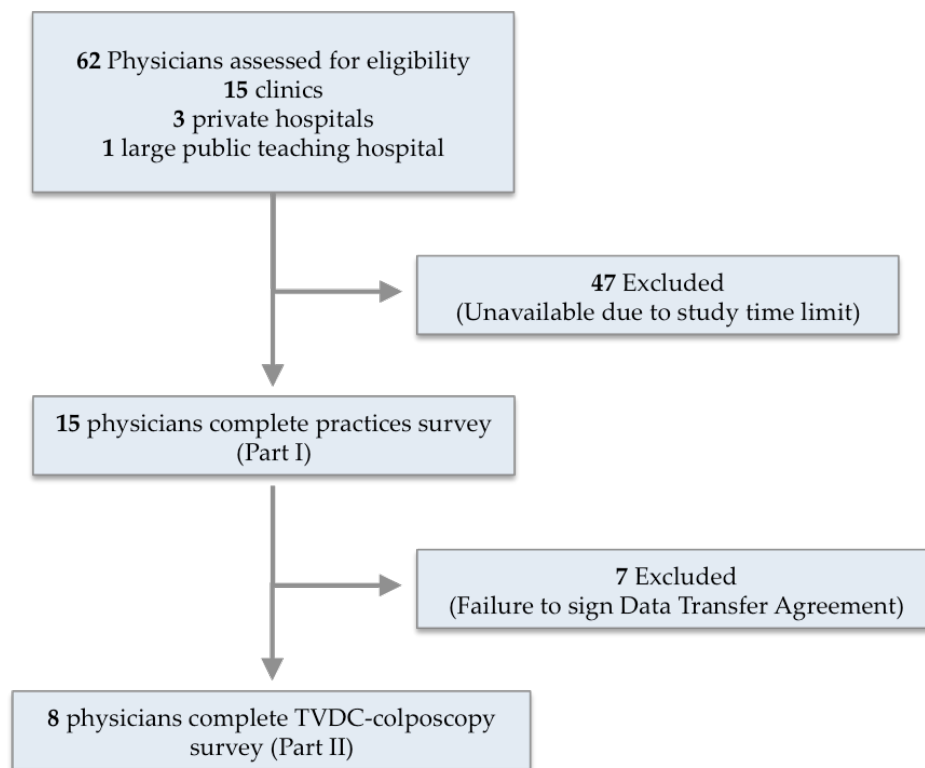 62 Physicians assessed for eligibility
15 clinics
3 private hospitals
1 large public teaching hospital
47 Excluded
(Unavailable due to study time limit)
15 physicians complete practices survey
(Part I)
7 Excluded
(Failure to sign Data Transfer Agreement)
8 physicians complete TVDC-colposcopy
survey (Part II)